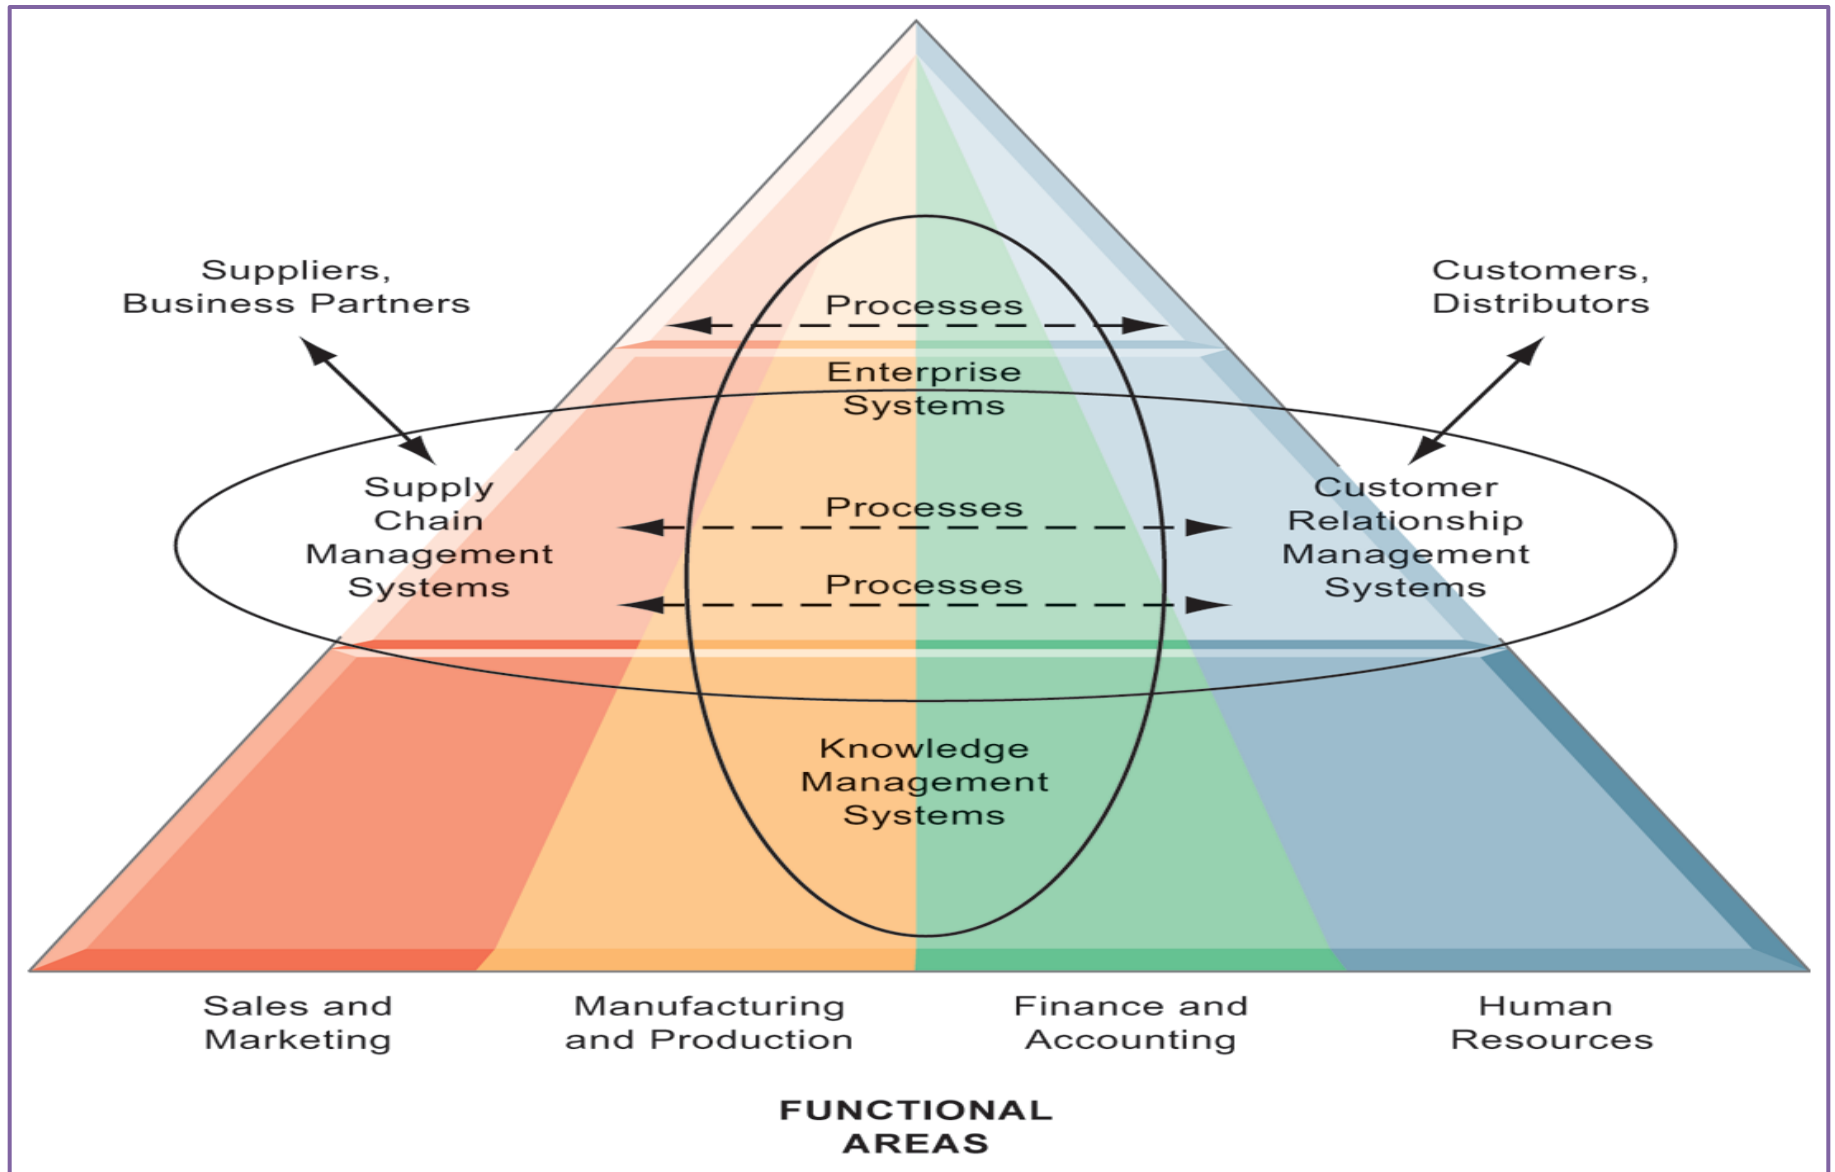 Suppliers,
Business Partners
Customers,
Distributors
Processes
Enterprise
Systems
Supply
Chain
Management
Systems
Processes
Processes
Customer
Relationship
Management
Systems
Knowledge
Management
Systems
Sales and
Marketing
Manufacturing
and Production
Finance and
Accounting
Human
Resources
FUNCTIONAL
AREAS